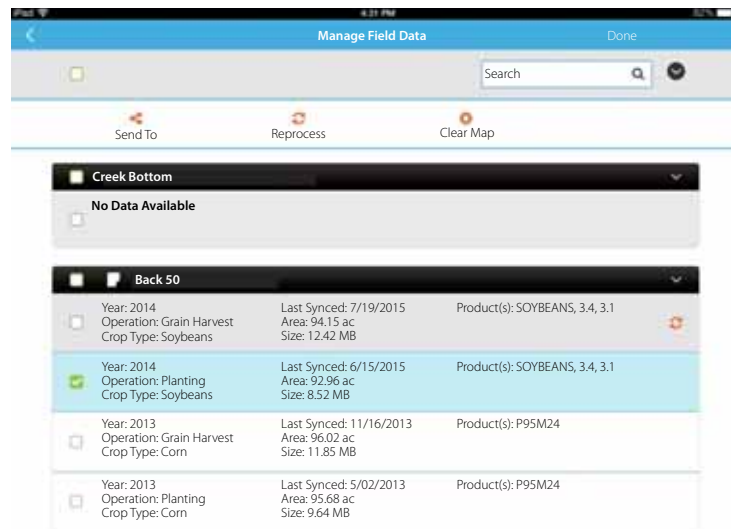 iPad
4:31 PM
82%
Manage Field Data
Done
Search
Send To
Reprocess
Clear Map
Creek Bottom
No Data Available
Back 50
Year: 2014
Operation: Grain Harvest
Crop Type: Soybeans
Last Synced: 7/19/2015
Area: 94.15 ac
Size: 12.42 MB
Product(s): SOYBEANS, 3.4, 3.1
Year: 2014
Operation: Planting
Crop Type: Soybeans
Last Synced: 6/15/2015
Area: 92.96 ac
Size: 8.52 MB
Product(s): SOYBEANS, 3.4, 3.1
Year: 2013
Operation: Grain Harvest
Crop Type: Corn
Last Synced: 11/16/2013
Area: 96.02 ac
Size: 11.85 MB
Product(s): P95M24
Year: 2013
Operation: Planting
Crop Type: Corn
Last Synced: 5/02/2013
Area: 95.68 ac
Size: 9.64 MB
Product(s): P95M24